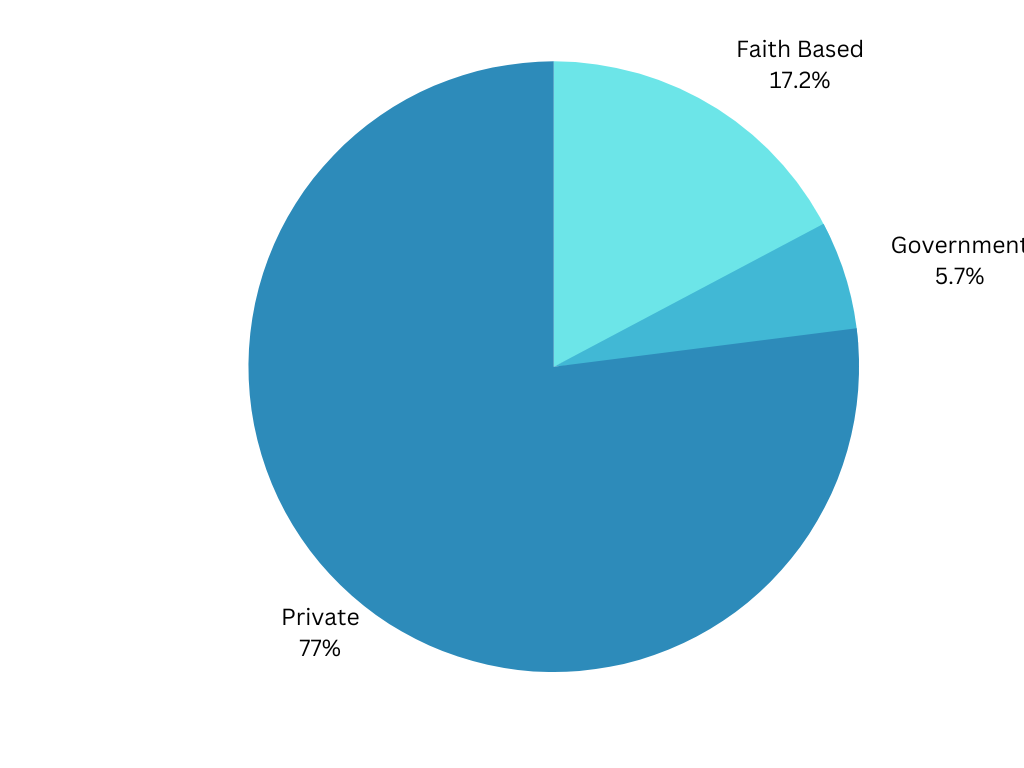 Faith Based
17.2%
Government
5.7%
Private
77%